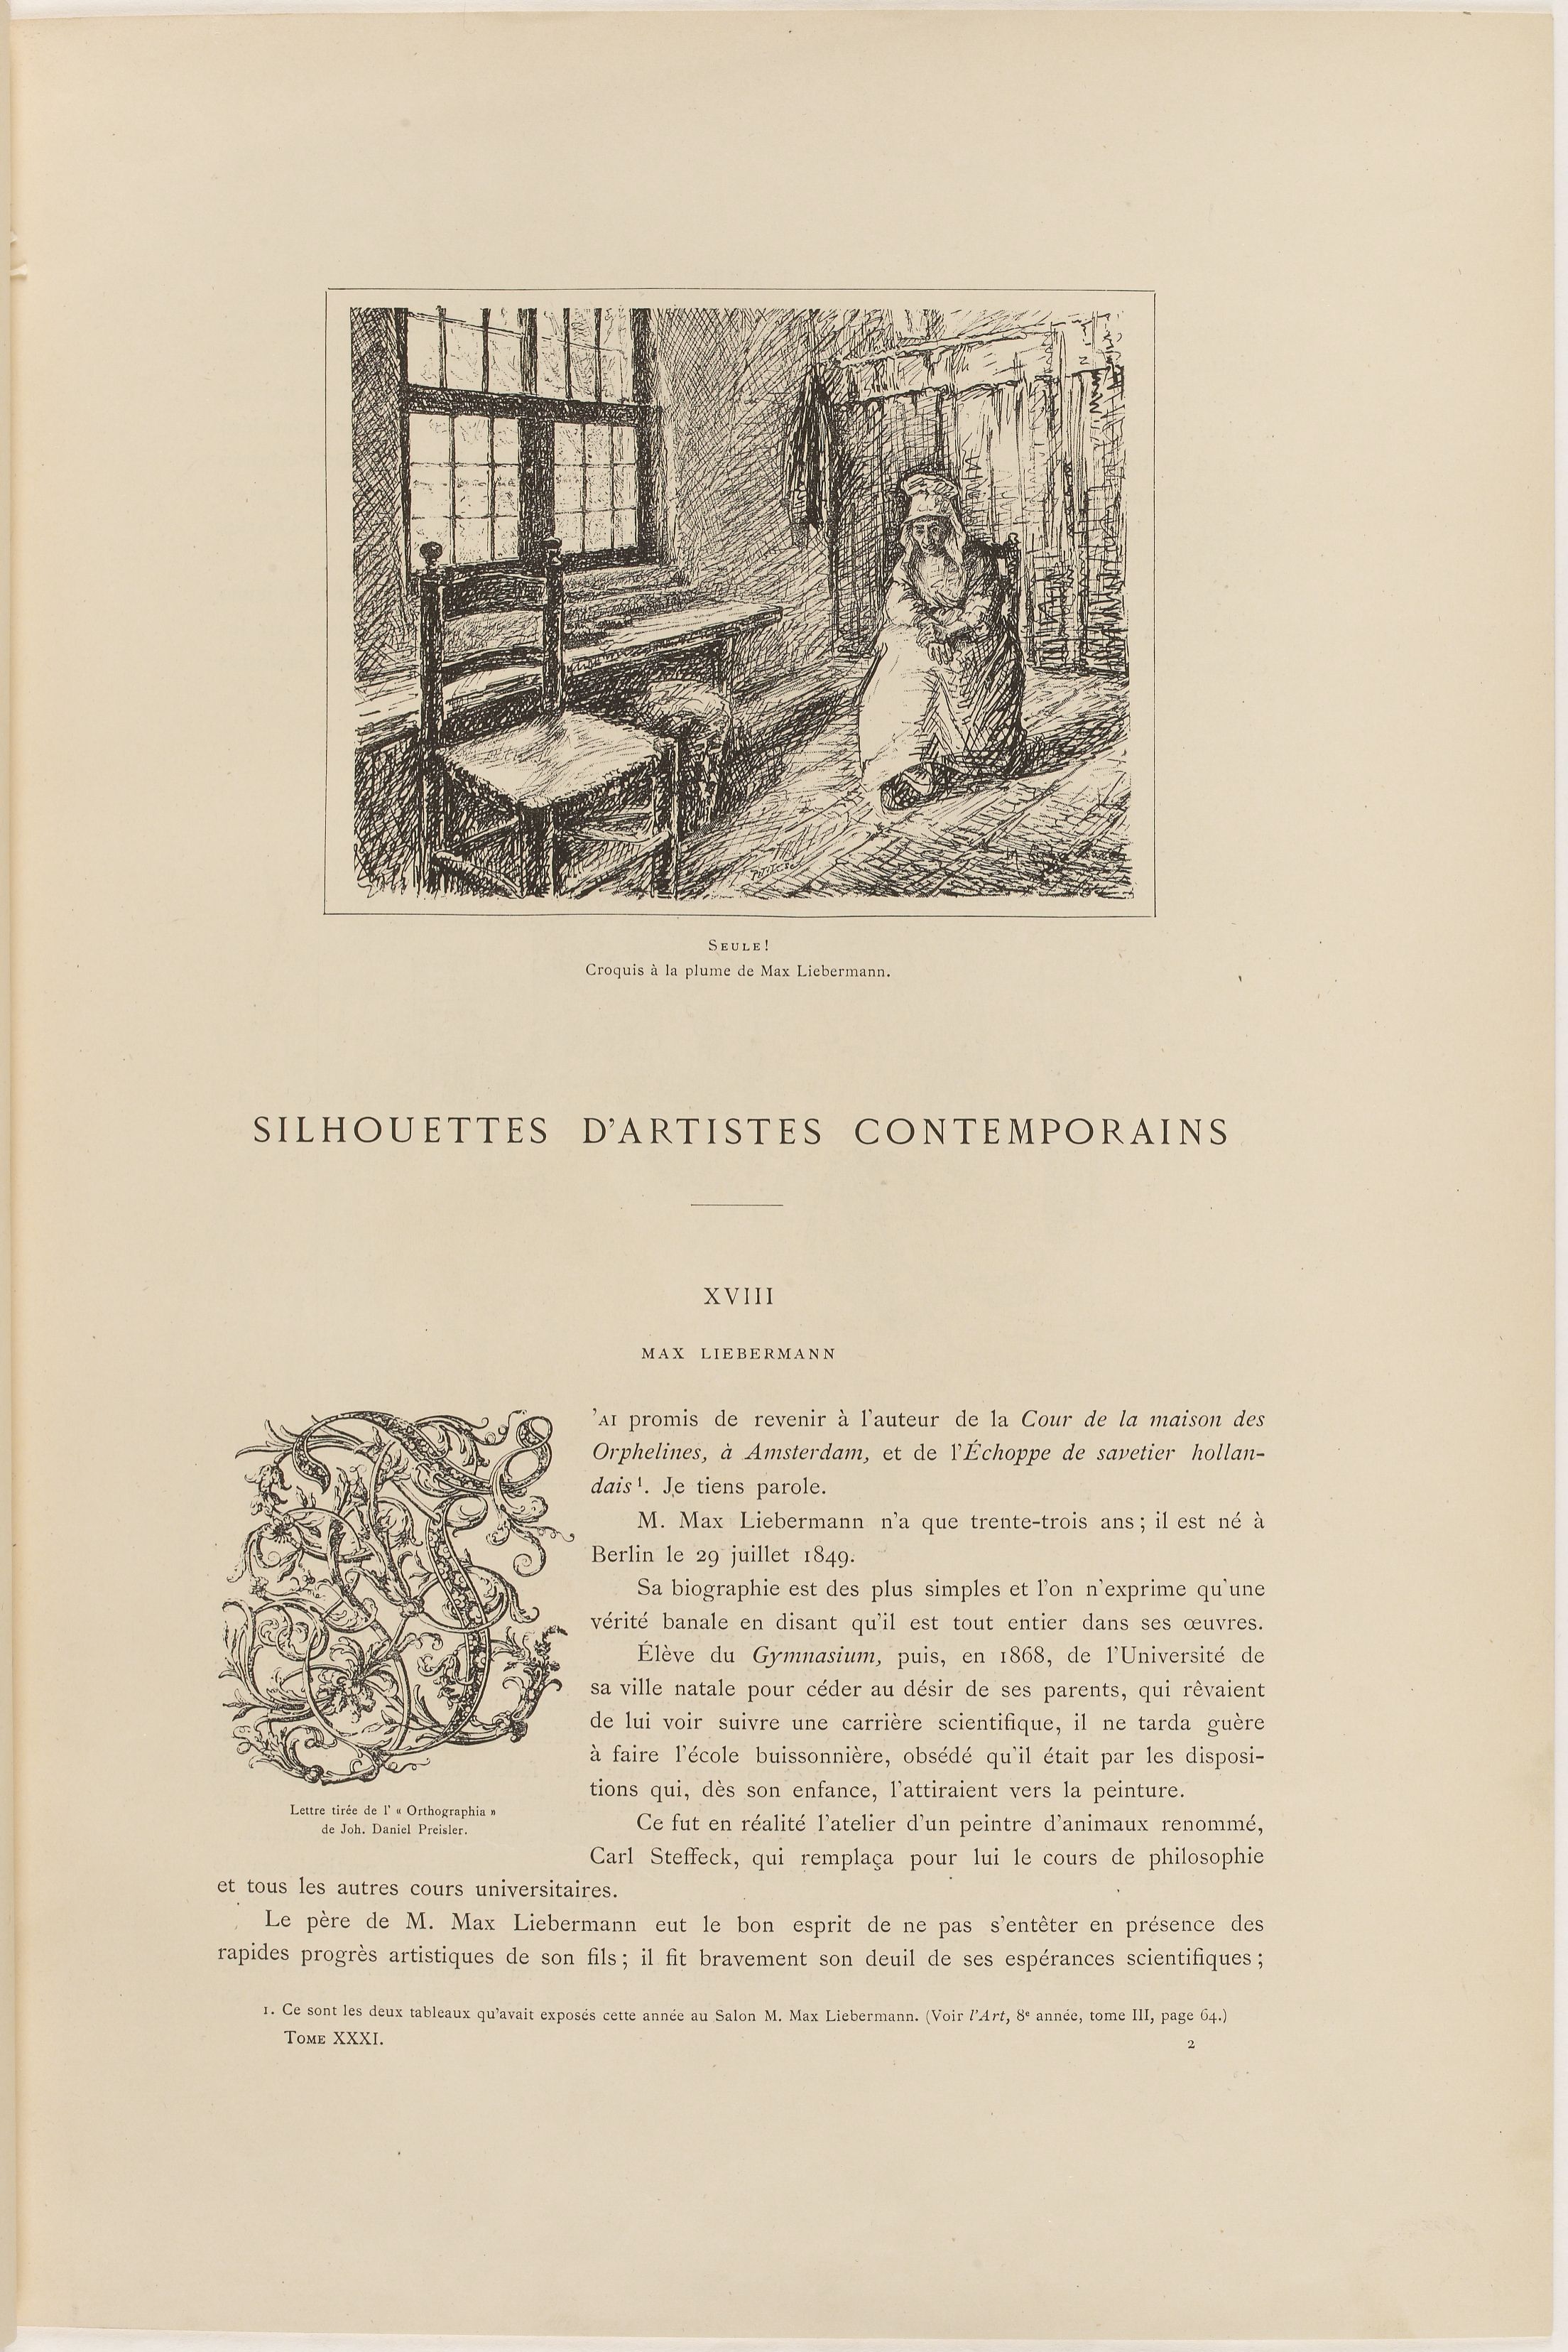 SEULE!
Croquis à la plume de Max Liebermann.
SILHOUETTES D'ARTISTES CONTEMPORAINS
XVIII
MAX LIEBERMANN
'AI promis de revenir à l'auteur de la Cour de la maison des
Orphelines, à Amsterdam, et de l'Échoppe de savetier hollan-
dais¹. Je tiens parole.
M. Max Liebermann n'a que trente-trois ans; il est né à
Berlin le 29 juillet 1849.
Sa biographie est des plus simples et l'on n'exprime qu'une
vérité banale en disant qu'il est tout entier dans ses œuvres.
Élève du Gymnasium, puis, en 1868, de l'Université de
sa ville natale pour céder au désir de ses parents, qui rêvaient
de lui voir suivre une carrière scientifique, il ne tarda guère
à faire l'école buissonnière, obsédé qu'il était par les disposi-
tions qui, dès son enfance, l'attiraient vers la peinture.
Lettre tirée de l' « Orthographia »
de Joh. Daniel Preisler.
Ce fut en réalité l'atelier d'un peintre d'animaux renommé,
Carl Steffeck, qui remplaça pour lui le cours de philosophie
et tous les autres cours universitaires.
Le père de M. Max Liebermann eut le bon esprit de ne pas s'entêter en présence des
rapides progrès artistiques de son fils; il fit bravement son deuil de ses espérances scientifiques;
1. Ce sont les deux tableaux qu'avait exposés cette année au Salon M. Max Liebermann. (Voir l'Art, 8e année, tome III, page 64.)
TOME XXXI.
2